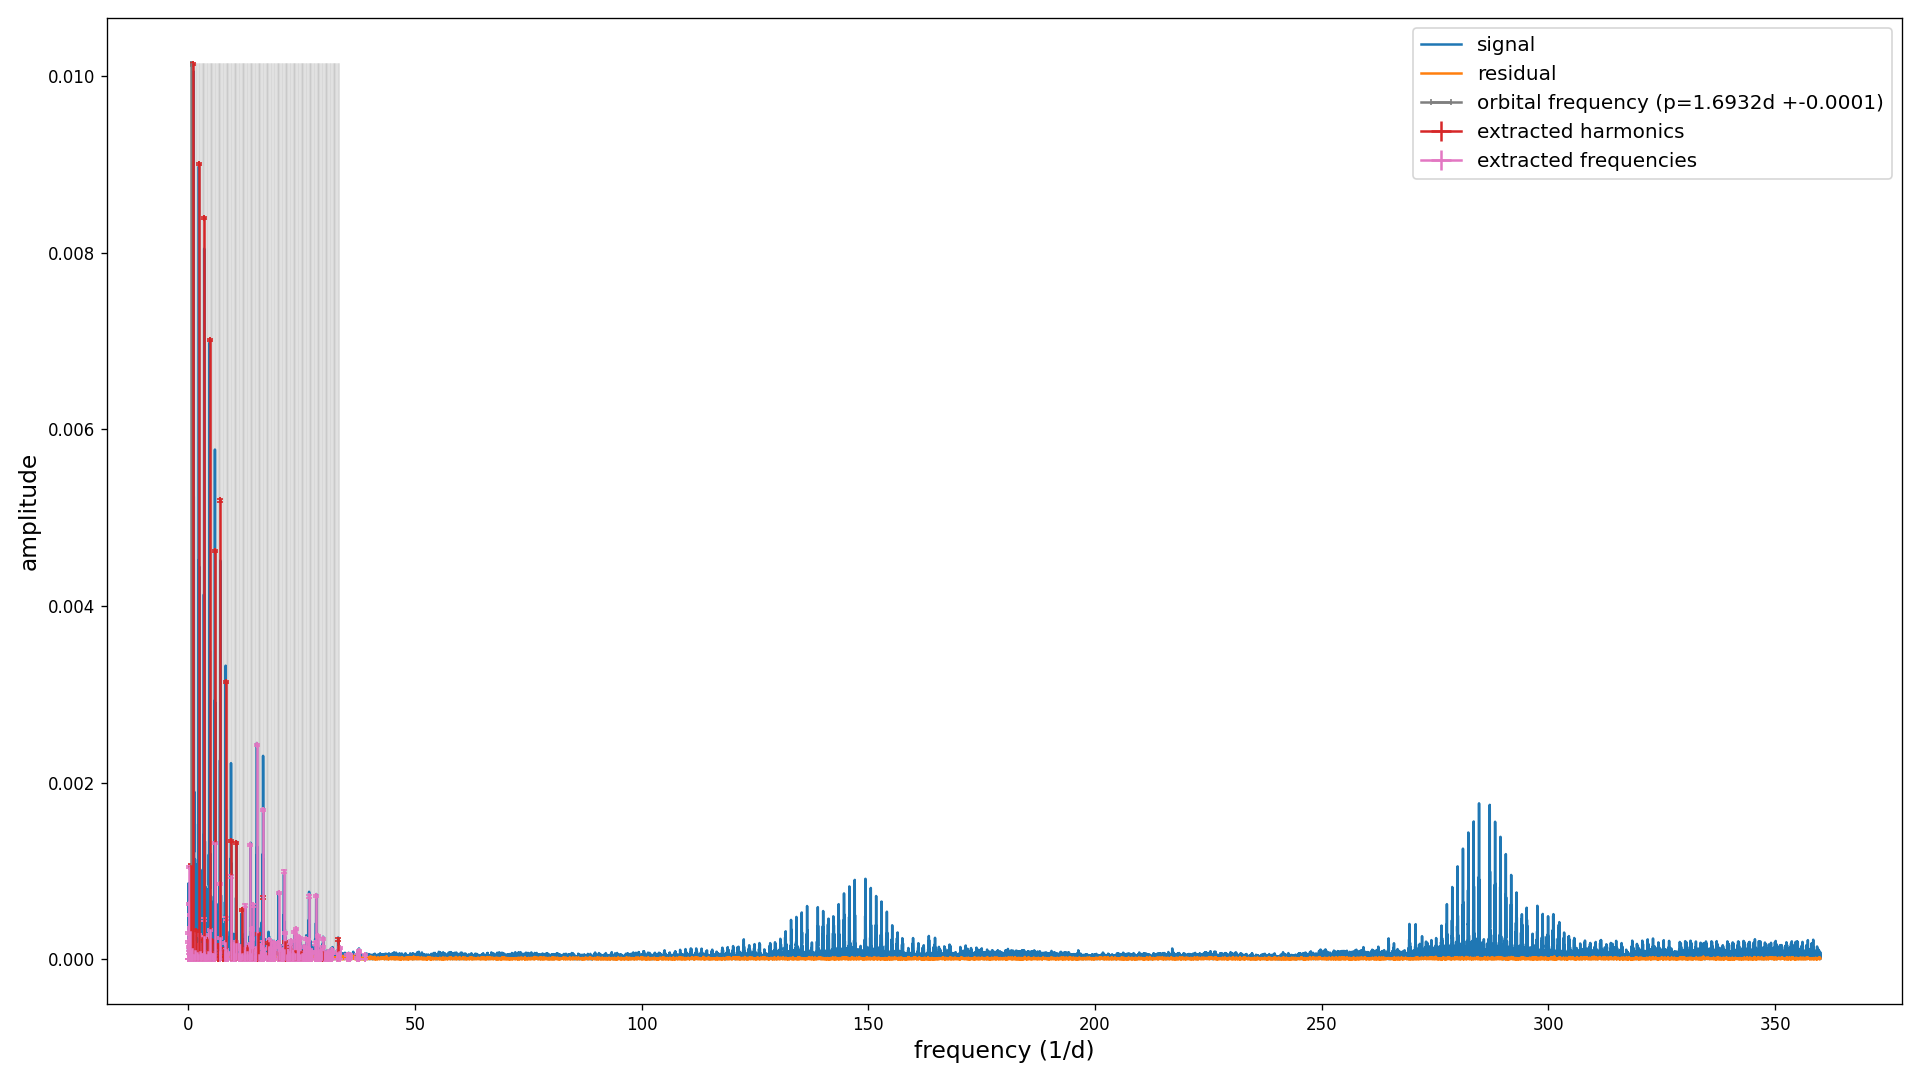 signal
residual
orbital frequency (p=1.6932d +-0.0001)
extracted harmonics
extracted frequencies
amplitude
0.010
0.008
0.006
0.004
0.002
0.000
0 50 100 150 200 250 300 350
frequency (1/d)